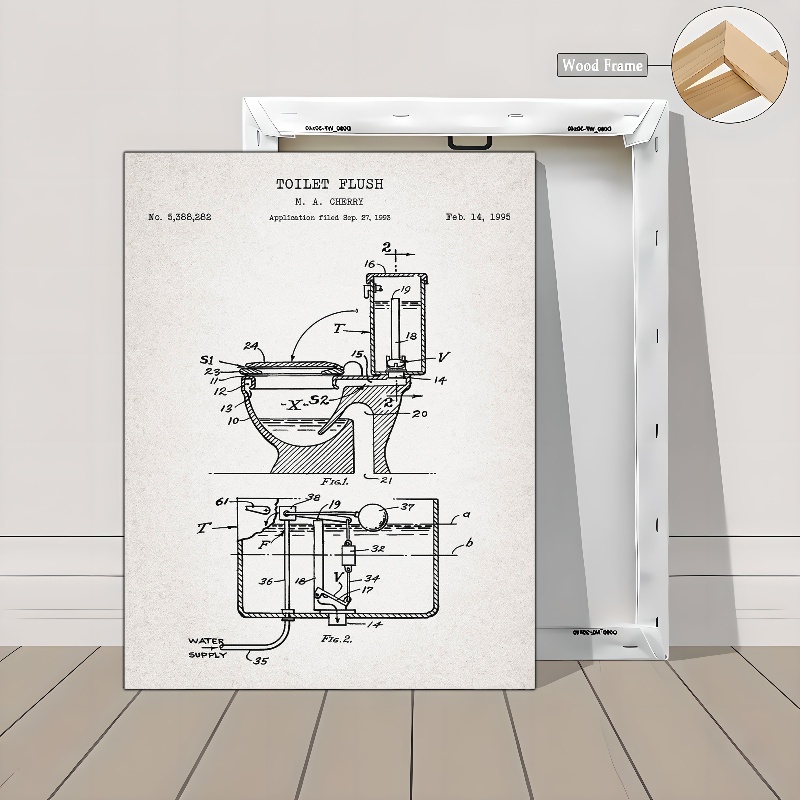 Wood Frame
TOILET FLUSH
M. A. CHERRY
No. 5,388,282
Application filed Sep. 27, 1993
Feb. 14, 1995
2
16
19
T
18
24
S1
15
V
23
11
14
12
S2
2
13
-X-
20
10
FIG.1.
21
61
38
19
37
a
T
F
32
b
36
18
V
34
17
14
FIG.2.
WATER
SUPPLY
35